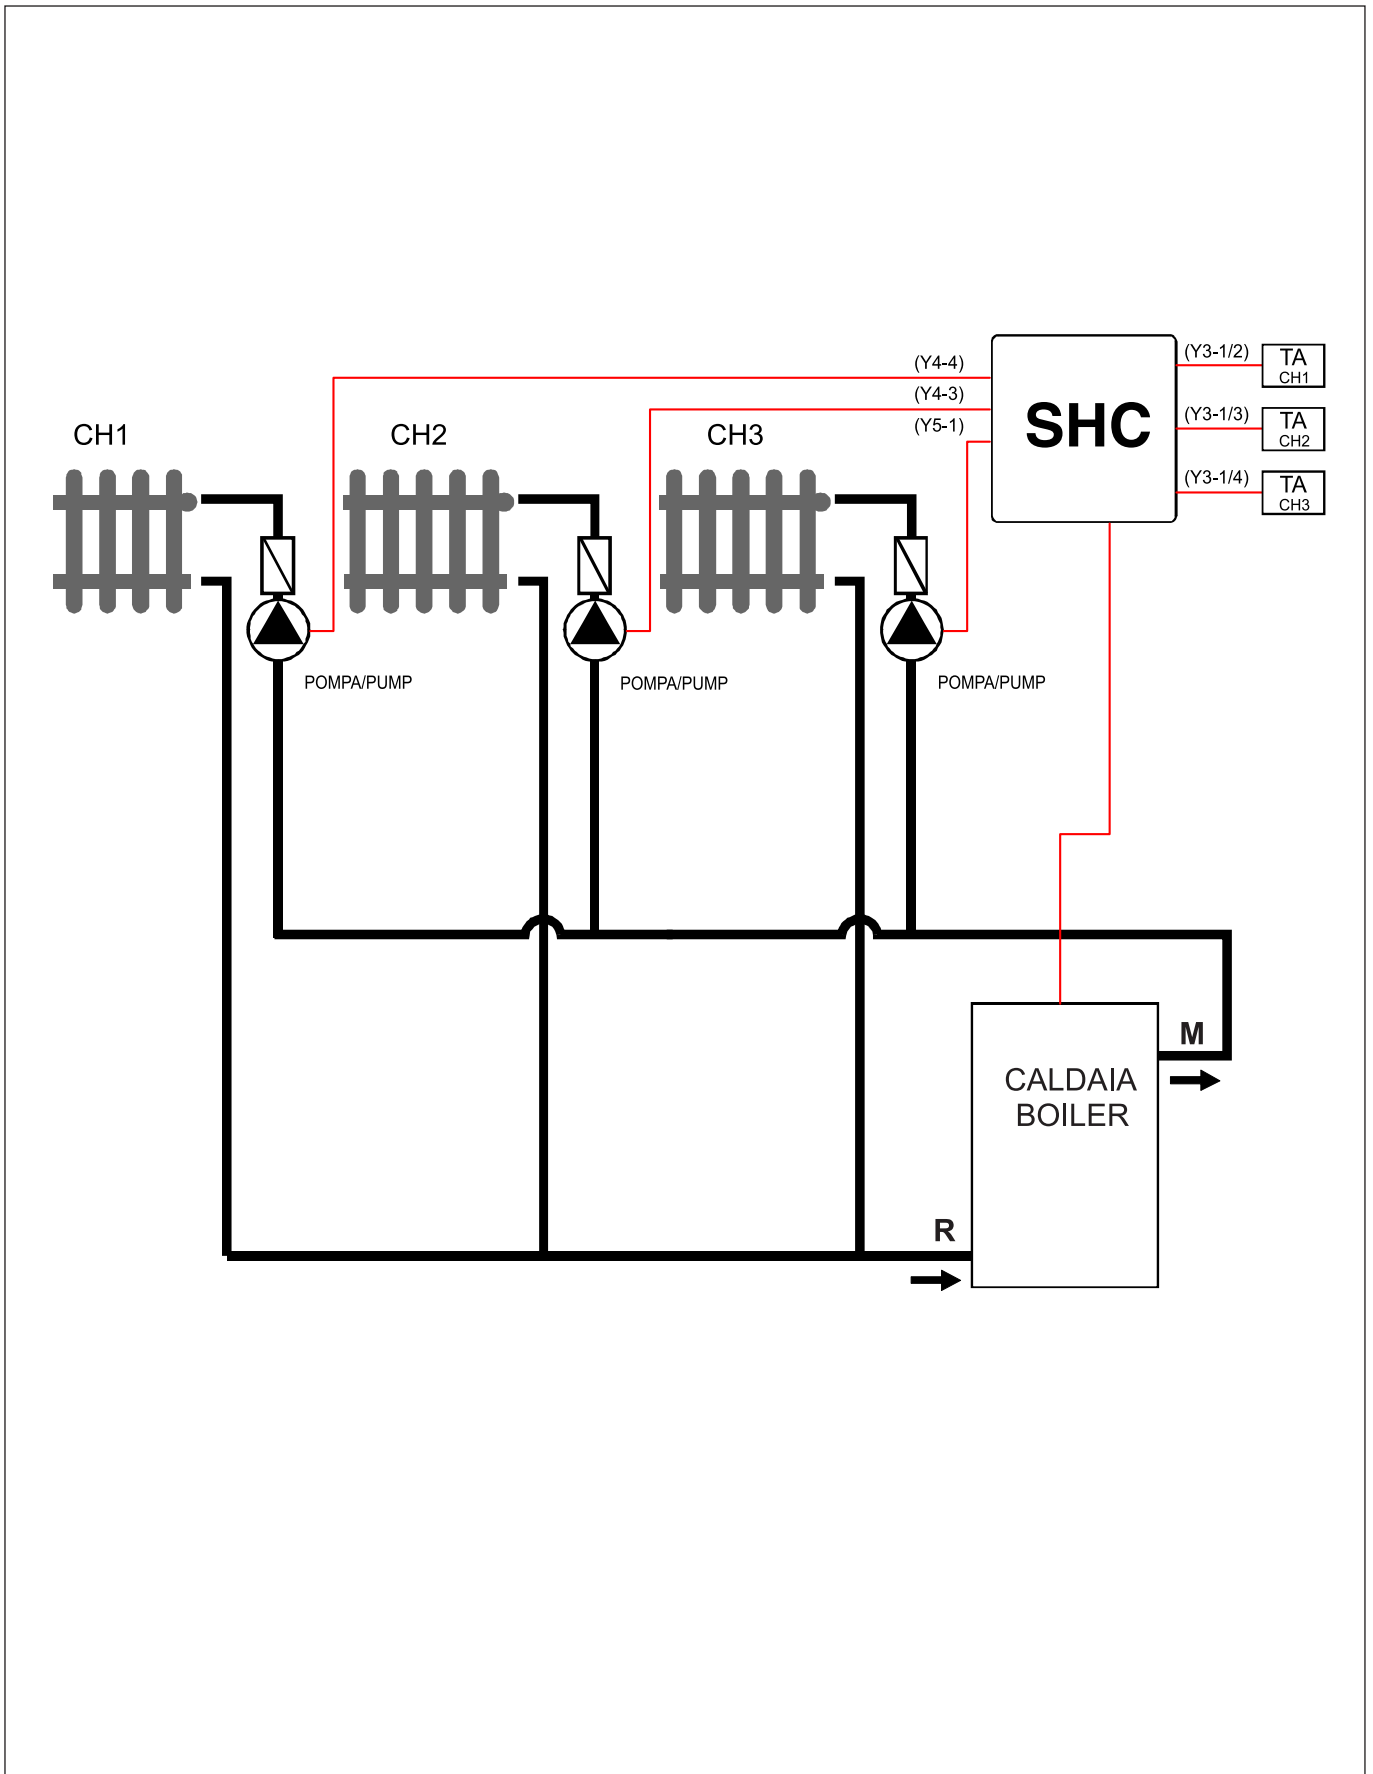 (Y4-4)
(Y4-3)
(Y5-1)
SHC
(Y3-1/2)
TA
CH1
(Y3-1/3)
TA
CH2
(Y3-1/4)
TA
CH3
CH1
CH2
CH3
POMPA/PUMP
POMPA/PUMP
POMPA/PUMP
M
CALDAIA
BOILER
R